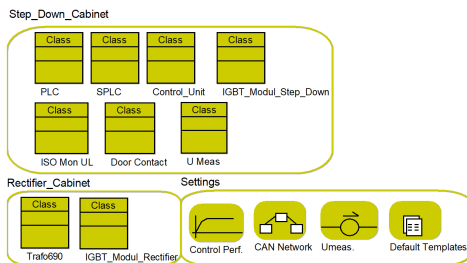 Step_Down_Cabinet
Class Class Class Class
PLC SPLC Control_Unit IGBT_Modul_Step_Down
Class Class Class
ISO Mon UL Door Contact U Meas
Rectifier_Cabinet Settings
Class Class
Trafo690 IGBT_Modul_Rectifier
Control Perf. CAN Network Umeas. Default Templates